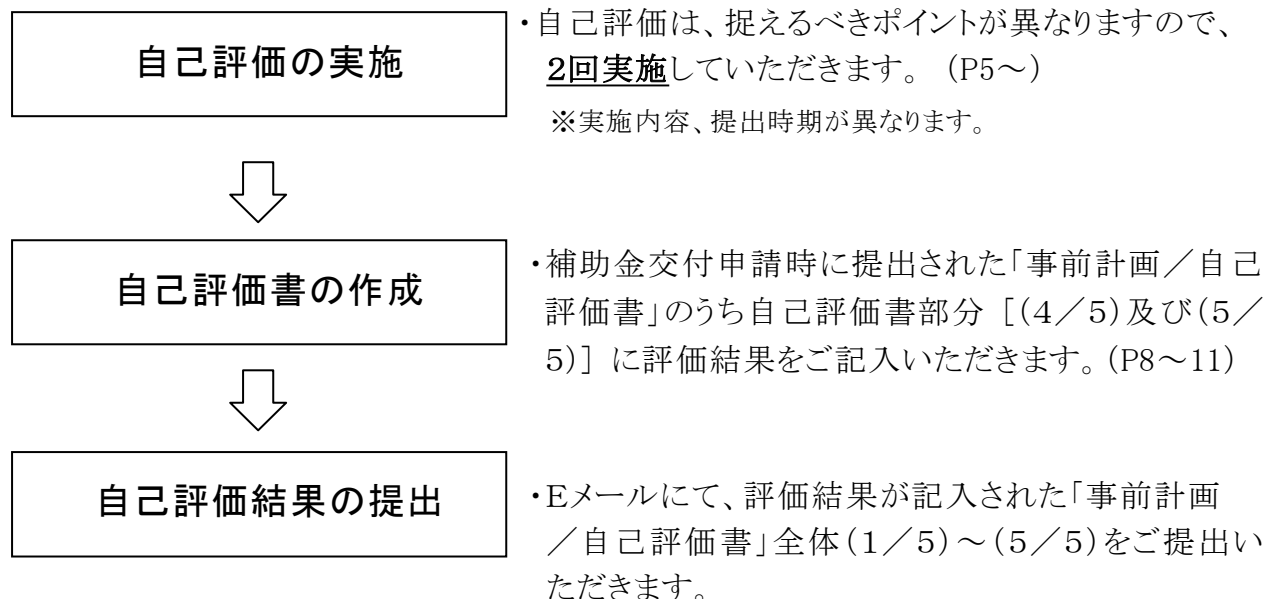 自己評価の実施
・自己評価は、捉えるべきポイントが異なりますので、
２回実施していただきます。（P5～）
※実施内容、提出時期が異なります。
自己評価書の作成
・補助金交付申請時に提出された「事前計画／自己
評価書」のうち自己評価書部分［（４／５）及び（５／
５）］に評価結果をご記入いただきます。（P8～11）
自己評価結果の提出
・Eメールにて、評価結果が記入された「事前計画
／自己評価書」全体（１／５）～（５／５）をご提出い
ただきます。